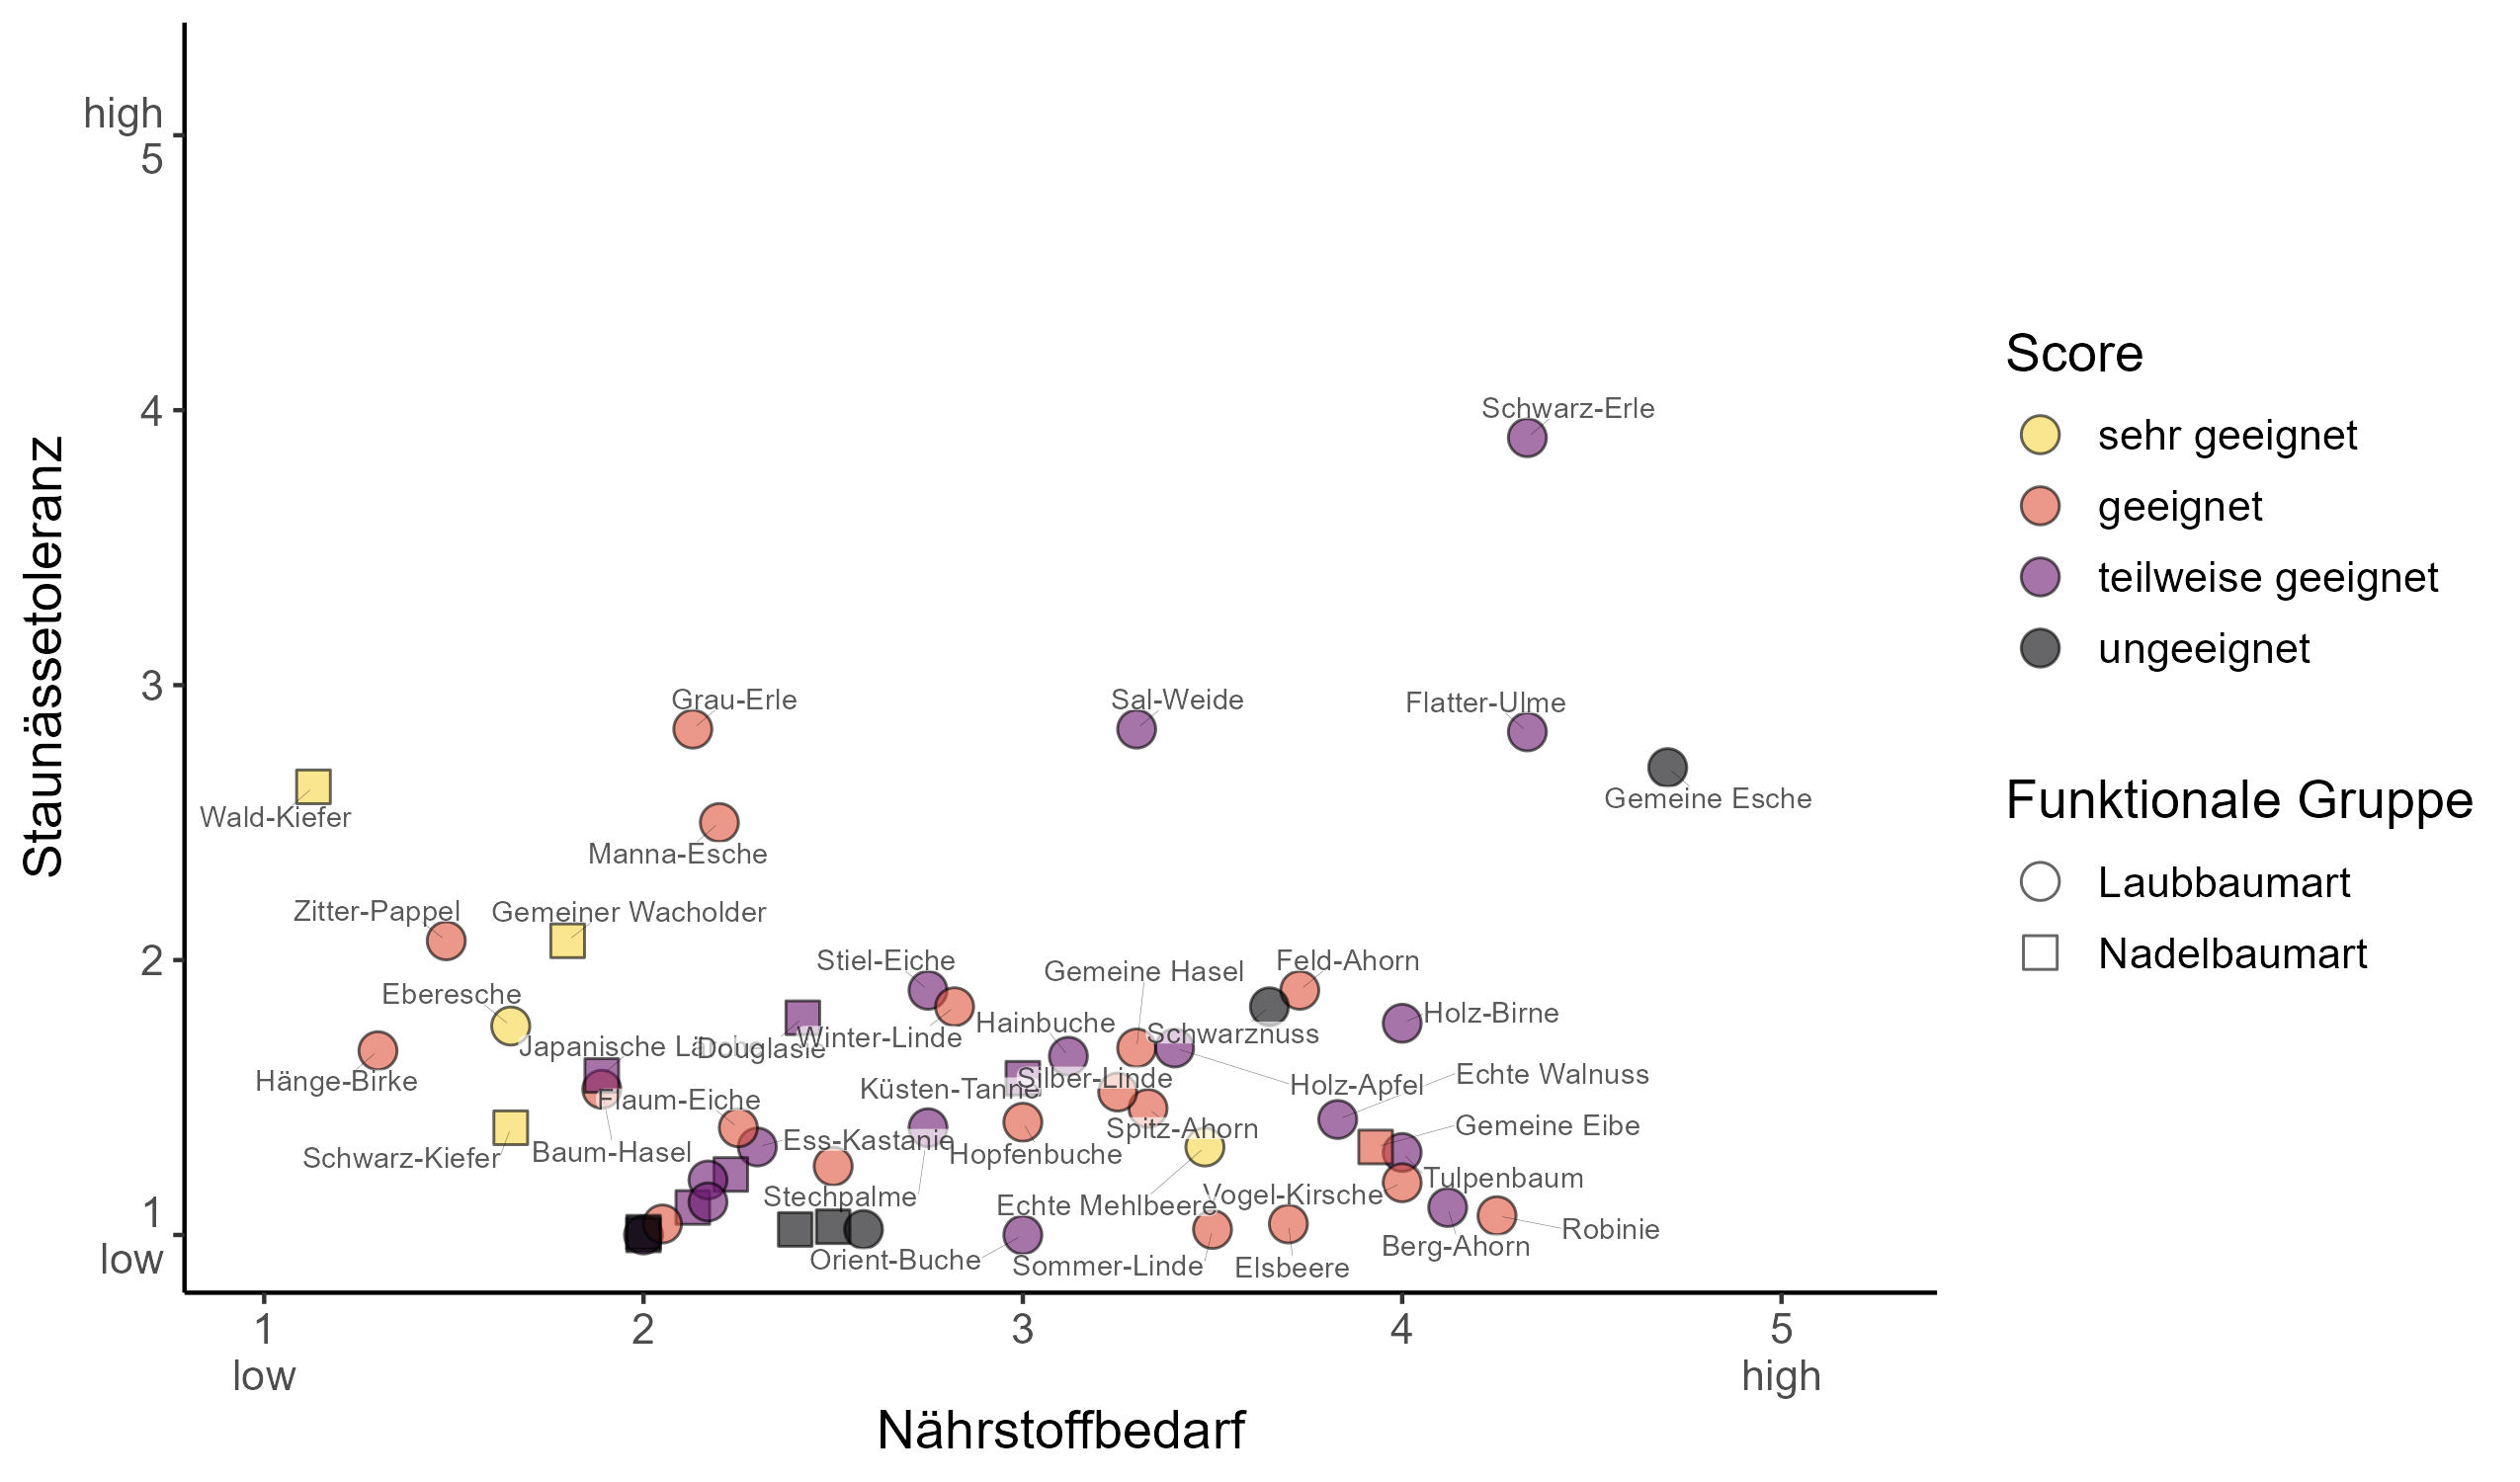 high
5
4
3
2
1
low
Staunässetoleranz
Schwarz-Erle
Grau-Erle
Sal-Weide
Flatter-Ulme
Gemeine Esche
Wald-Kiefer
Manna-Esche
Zitter-Pappel
Gemeiner Wacholder
Stiel-Eiche
Gemeine Hasel
Feld-Ahorn
Eberesche
Hainbuche
Holz-Birne
Schwarznuss
Winter-Linde
Japanische Lärche
Douglasie
Hänge-Birke
Silber-Linde
Küsten-Tanne
Holz-Apfel
Echte Walnuss
Flaum-Eiche
Spitz-Ahorn
Gemeine Eibe
Ess-Kastanie
Schwarz-Kiefer
Baum-Hasel
Hopfenbuche
Tulpenbaum
Stechpalme
Echte Mehlbeere
Vogel-Kirsche
Robinie
Orient-Buche
Sommer-Linde
Elsbeere
Berg-Ahorn
1
low
2
3
4
5
high
Nährstoffbedarf
Score
sehr geeignet
geeignet
teilweise geeignet
ungeeignet
Funktionale Gruppe
Laubbaumart
Nadelbaumart